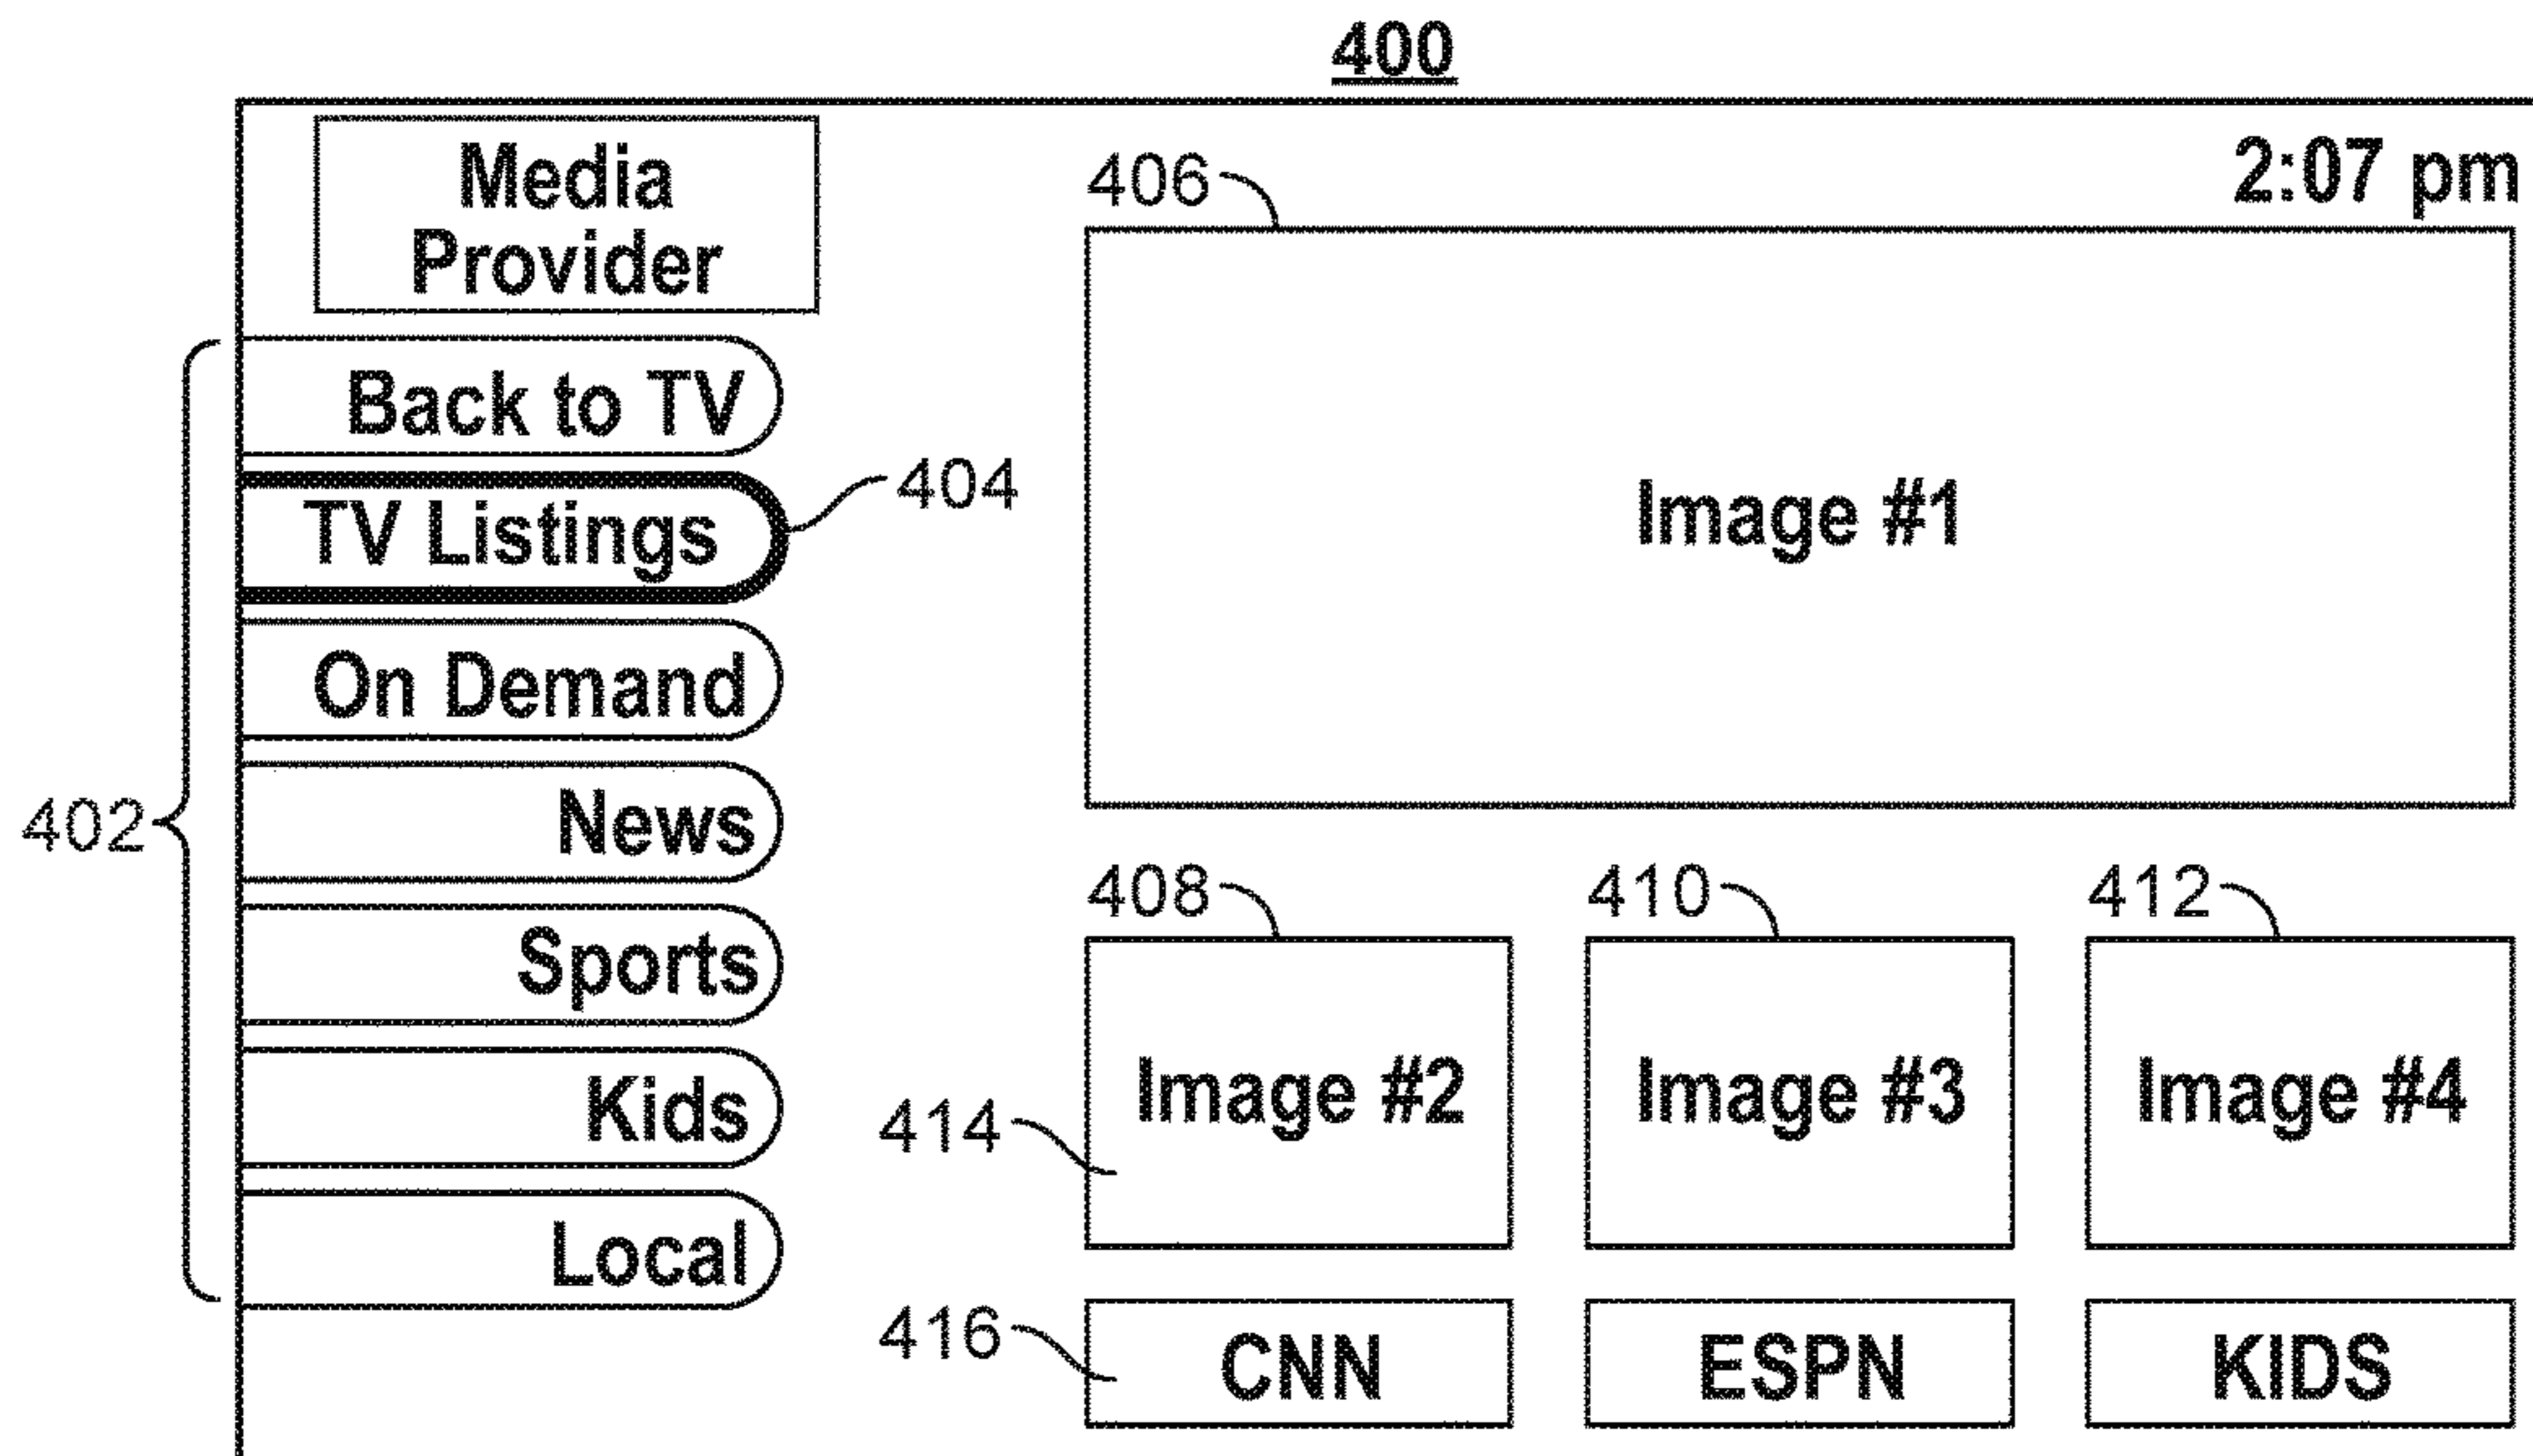 400
Media
Provider
2:07 pm
406
Back to TV
404
TV Listings
Image #1
On Demand
402
News
408
410
412
Sports
Image #2
Image #3
Image #4
414
Kids
Local
416
CNN
ESPN
KIDS